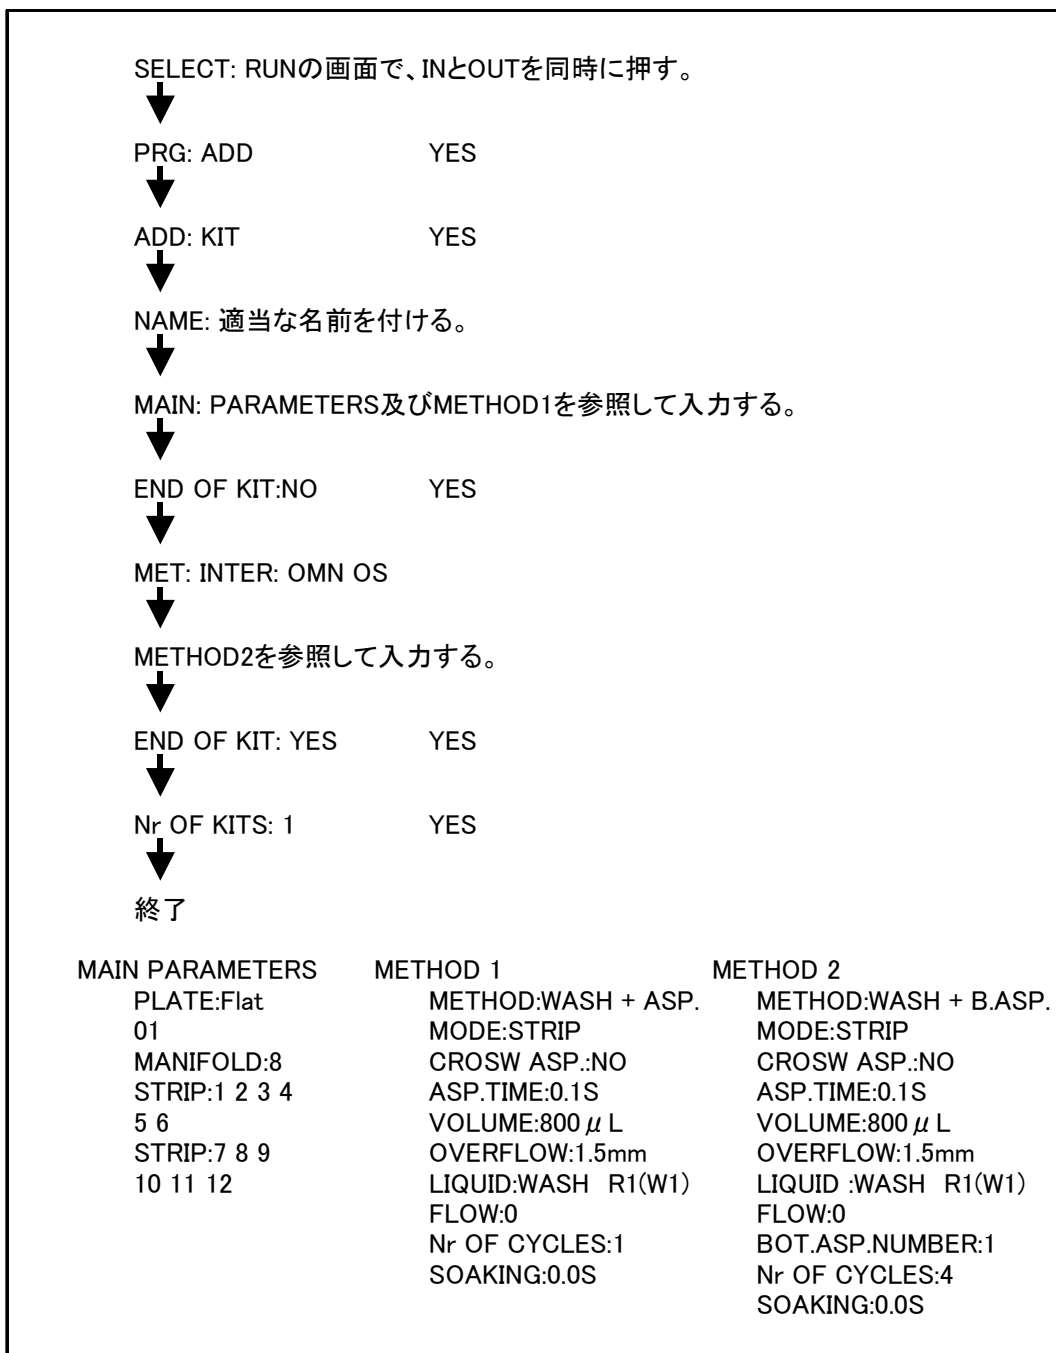 SELECT: RUNの画面で、INとOUTを同時に押す。
PRG: ADD YES
ADD: KIT YES
NAME: 適当な名前を付ける。
MAIN: PARAMETERS及びMETHOD1を参照して入力する。
END OF KIT:NO YES
MET: INTER: OMN OS
METHOD2を参照して入力する。
END OF KIT: YES YES
Nr OF KITS: 1 YES
終了
MAIN PARAMETERS
PLATE:Flat
01
MANIFOLD:8
STRIP:1 2 3 4
5 6
STRIP:7 8 9
10 11 12
METHOD 1
METHOD:WASH + ASP.
MODE:STRIP
CROSW ASP.:NO
ASP.TIME:0.1S
VOLUME:800μL
OVERFLOW:1.5mm
LIQUID:WASH R1(W1)
FLOW:0
Nr OF CYCLES:1
SOAKING:0.0S
METHOD 2
METHOD:WASH + B.ASP.
MODE:STRIP
CROSW ASP.:NO
ASP.TIME:0.1S
VOLUME:800μL
OVERFLOW:1.5mm
LIQUID :WASH R1(W1)
FLOW:0
BOT.ASP.NUMBER:1
Nr OF CYCLES:4
SOAKING:0.0S